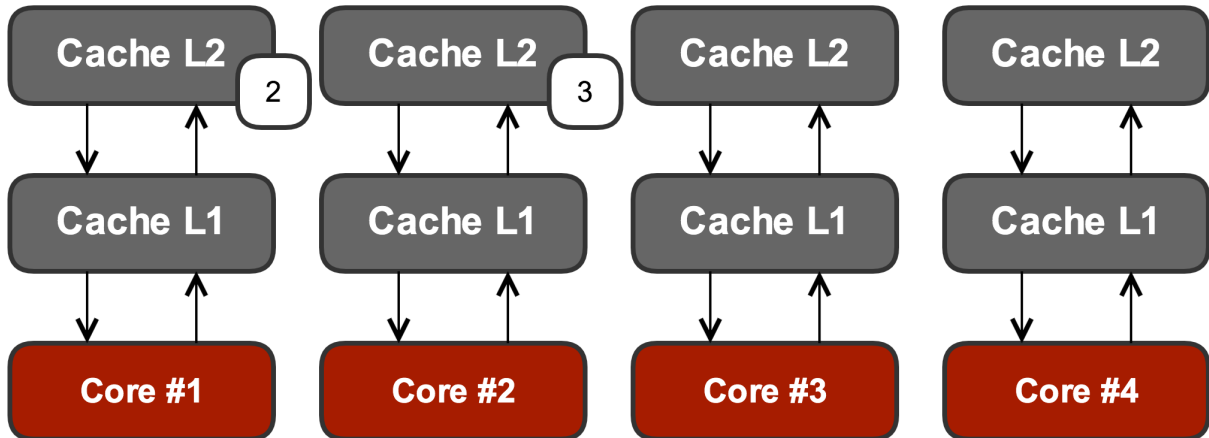 Cache L2
2
Cache L2
3
Cache L2
Cache L2
Cache L1
Cache L1
Cache L1
Cache L1
Core #1
Core #2
Core #3
Core #4